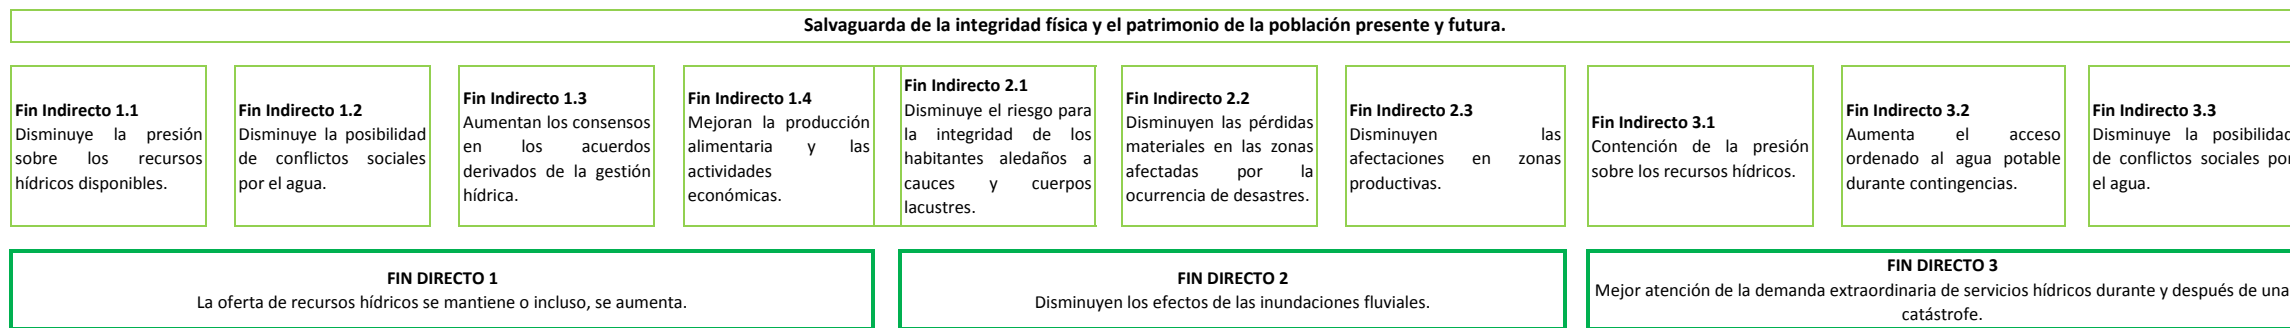 Salvaguarda de la integridad física y el patrimonio de la población presente y futura.
Fin Indirecto 1.1
Disminuye la presión
sobre los recursos
hídricos disponibles.
Fin Indirecto 1.2
Disminuye la posibilidad
de conflictos sociales
por el agua.
Fin Indirecto 1.3
Aumentan los consensos
en los acuerdos
derivados de la gestión
hídrica.
Fin Indirecto 1.4
Mejoran la producción
alimentaria y las
actividades
económicas.
Fin Indirecto 2.1
Disminuye el riesgo para
la integridad de los
habitantes aledaños a
cauces y cuerpos
lacustres.
Fin Indirecto 2.2
Disminuyen las pérdidas
materiales en las zonas
afectadas por la
ocurrencia de desastres.
Fin Indirecto 2.3
Disminuyen las
afectaciones en zonas
productivas.
Fin Indirecto 3.1
Contención de la presión
sobre los recursos hídricos.
Fin Indirecto 3.2
Aumenta el acceso
ordenado al agua potable
durante contingencias.
Fin Indirecto 3.3
Disminuye la posibilidad
de conflictos sociales por
el agua.
FIN DIRECTO 1
La oferta de recursos hídricos se mantiene o incluso, se aumenta.
FIN DIRECTO 2
Disminuyen los efectos de las inundaciones fluviales.
FIN DIRECTO 3
Mejor atención de la demanda extraordinaria de servicios hídricos durante y después de una
catástrofe.